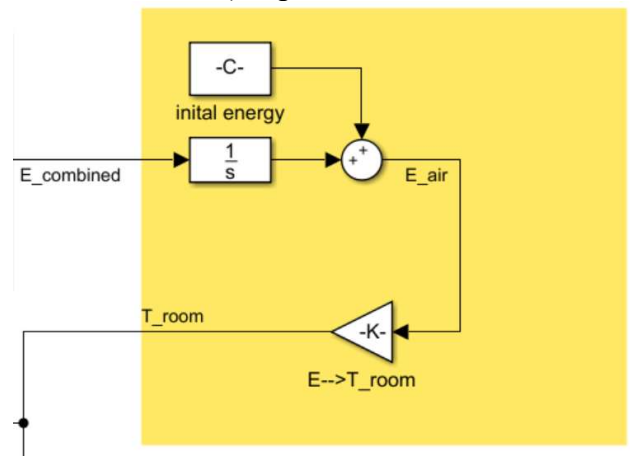 -C-
inital energy
1
s
+
+
E_combined
E_air
T_room
-K-
E-->T_room